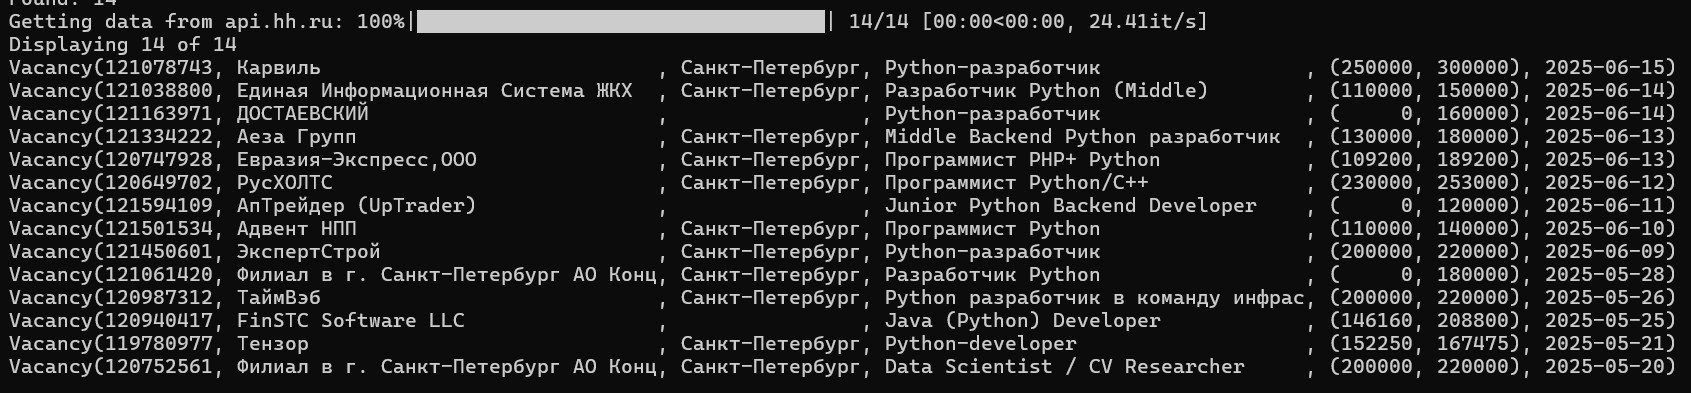 Found: 14
Getting data from api.hh.ru: 100%|██████████████████████████████████| 14/14 [00:00<00:00, 24.41it/s]
Displaying 14 of 14
Vacancy(121078743, Карвиль                            , Санкт-Петербург, Python-разработчик                 , (250000, 300000), 2025-06-15)
Vacancy(121038800, Единая Информационная Система ЖКХ  , Санкт-Петербург, Разработчик Python (Middle)        , (110000, 150000), 2025-06-14)
Vacancy(121163971, ДОСТАЕВСКИЙ                        ,                , Python-разработчик                 , (     0, 160000), 2025-06-14)
Vacancy(121334222, Аеза Групп                         , Санкт-Петербург, Middle Backend Python разработчик  , (130000, 180000), 2025-06-13)
Vacancy(120747928, Евразия-Экспресс,ООО               , Санкт-Петербург, Программист PHP+ Python            , (109200, 189200), 2025-06-13)
Vacancy(120649702, РусХОЛТС                           , Санкт-Петербург, Программист Python/C++             , (230000, 253000), 2025-06-12)
Vacancy(121594109, АпТрейдер (UpTrader)               ,                , Junior Python Backend Developer    , (     0, 120000), 2025-06-11)
Vacancy(121501534, Адвент НПП                         , Санкт-Петербург, Программист Python                 , (110000, 140000), 2025-06-10)
Vacancy(121450601, ЭкспертСтрой                       , Санкт-Петербург, Python-разработчик                 , (200000, 220000), 2025-06-09)
Vacancy(121061420, Филиал в г. Санкт-Петербург АО Конц, Санкт-Петербург, Разработчик Python                 , (     0, 180000), 2025-05-28)
Vacancy(120987312, ТаймВэб                            , Санкт-Петербург, Python разработчик в команду инфрас, (200000, 220000), 2025-05-26)
Vacancy(120940417, FinSTC Software LLC                ,                , Java (Python) Developer            , (146160, 208800), 2025-05-25)
Vacancy(119780977, Тензор                             , Санкт-Петербург, Python-developer                   , (152250, 167475), 2025-05-21)
Vacancy(120752561, Филиал в г. Санкт-Петербург АО Конц, Санкт-Петербург, Data Scientist / CV Researcher     , (200000, 220000), 2025-05-20)